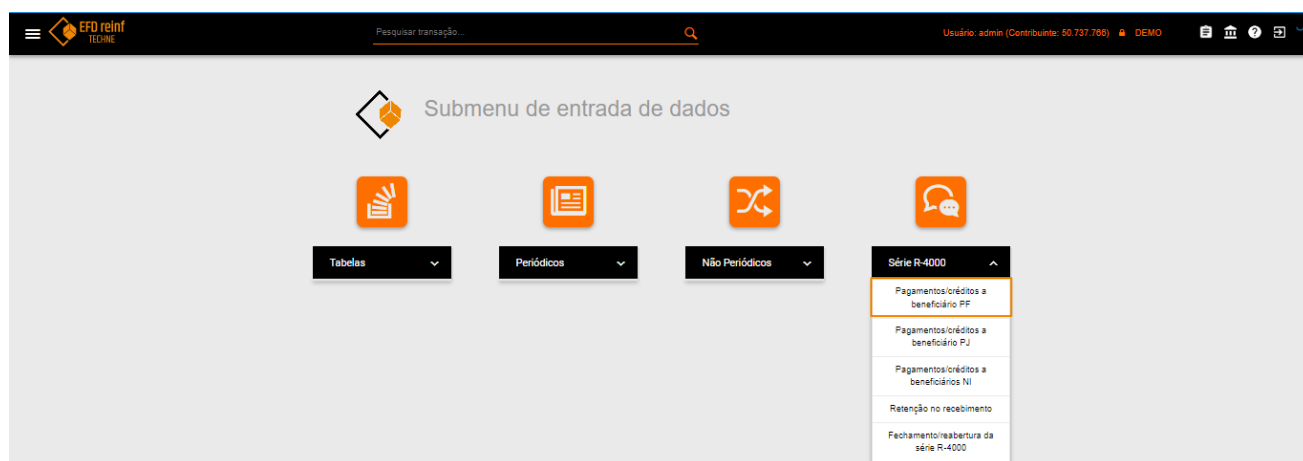 EFD reinf
TECHNE
Pesquisar transação...
Usuário: admin (Contribuinte: 50.737.766) DEMO
Submenu de entrada de dados
Tabelas
Periódicos
Não Periódicos
Série R-4000
Pagamentos/créditos a
beneficiário PF
Pagamentos/créditos a
beneficiário PJ
Pagamentos/créditos a
beneficiários NI
Retenção no recebimento
Fechamento/reabertura da
série R-4000